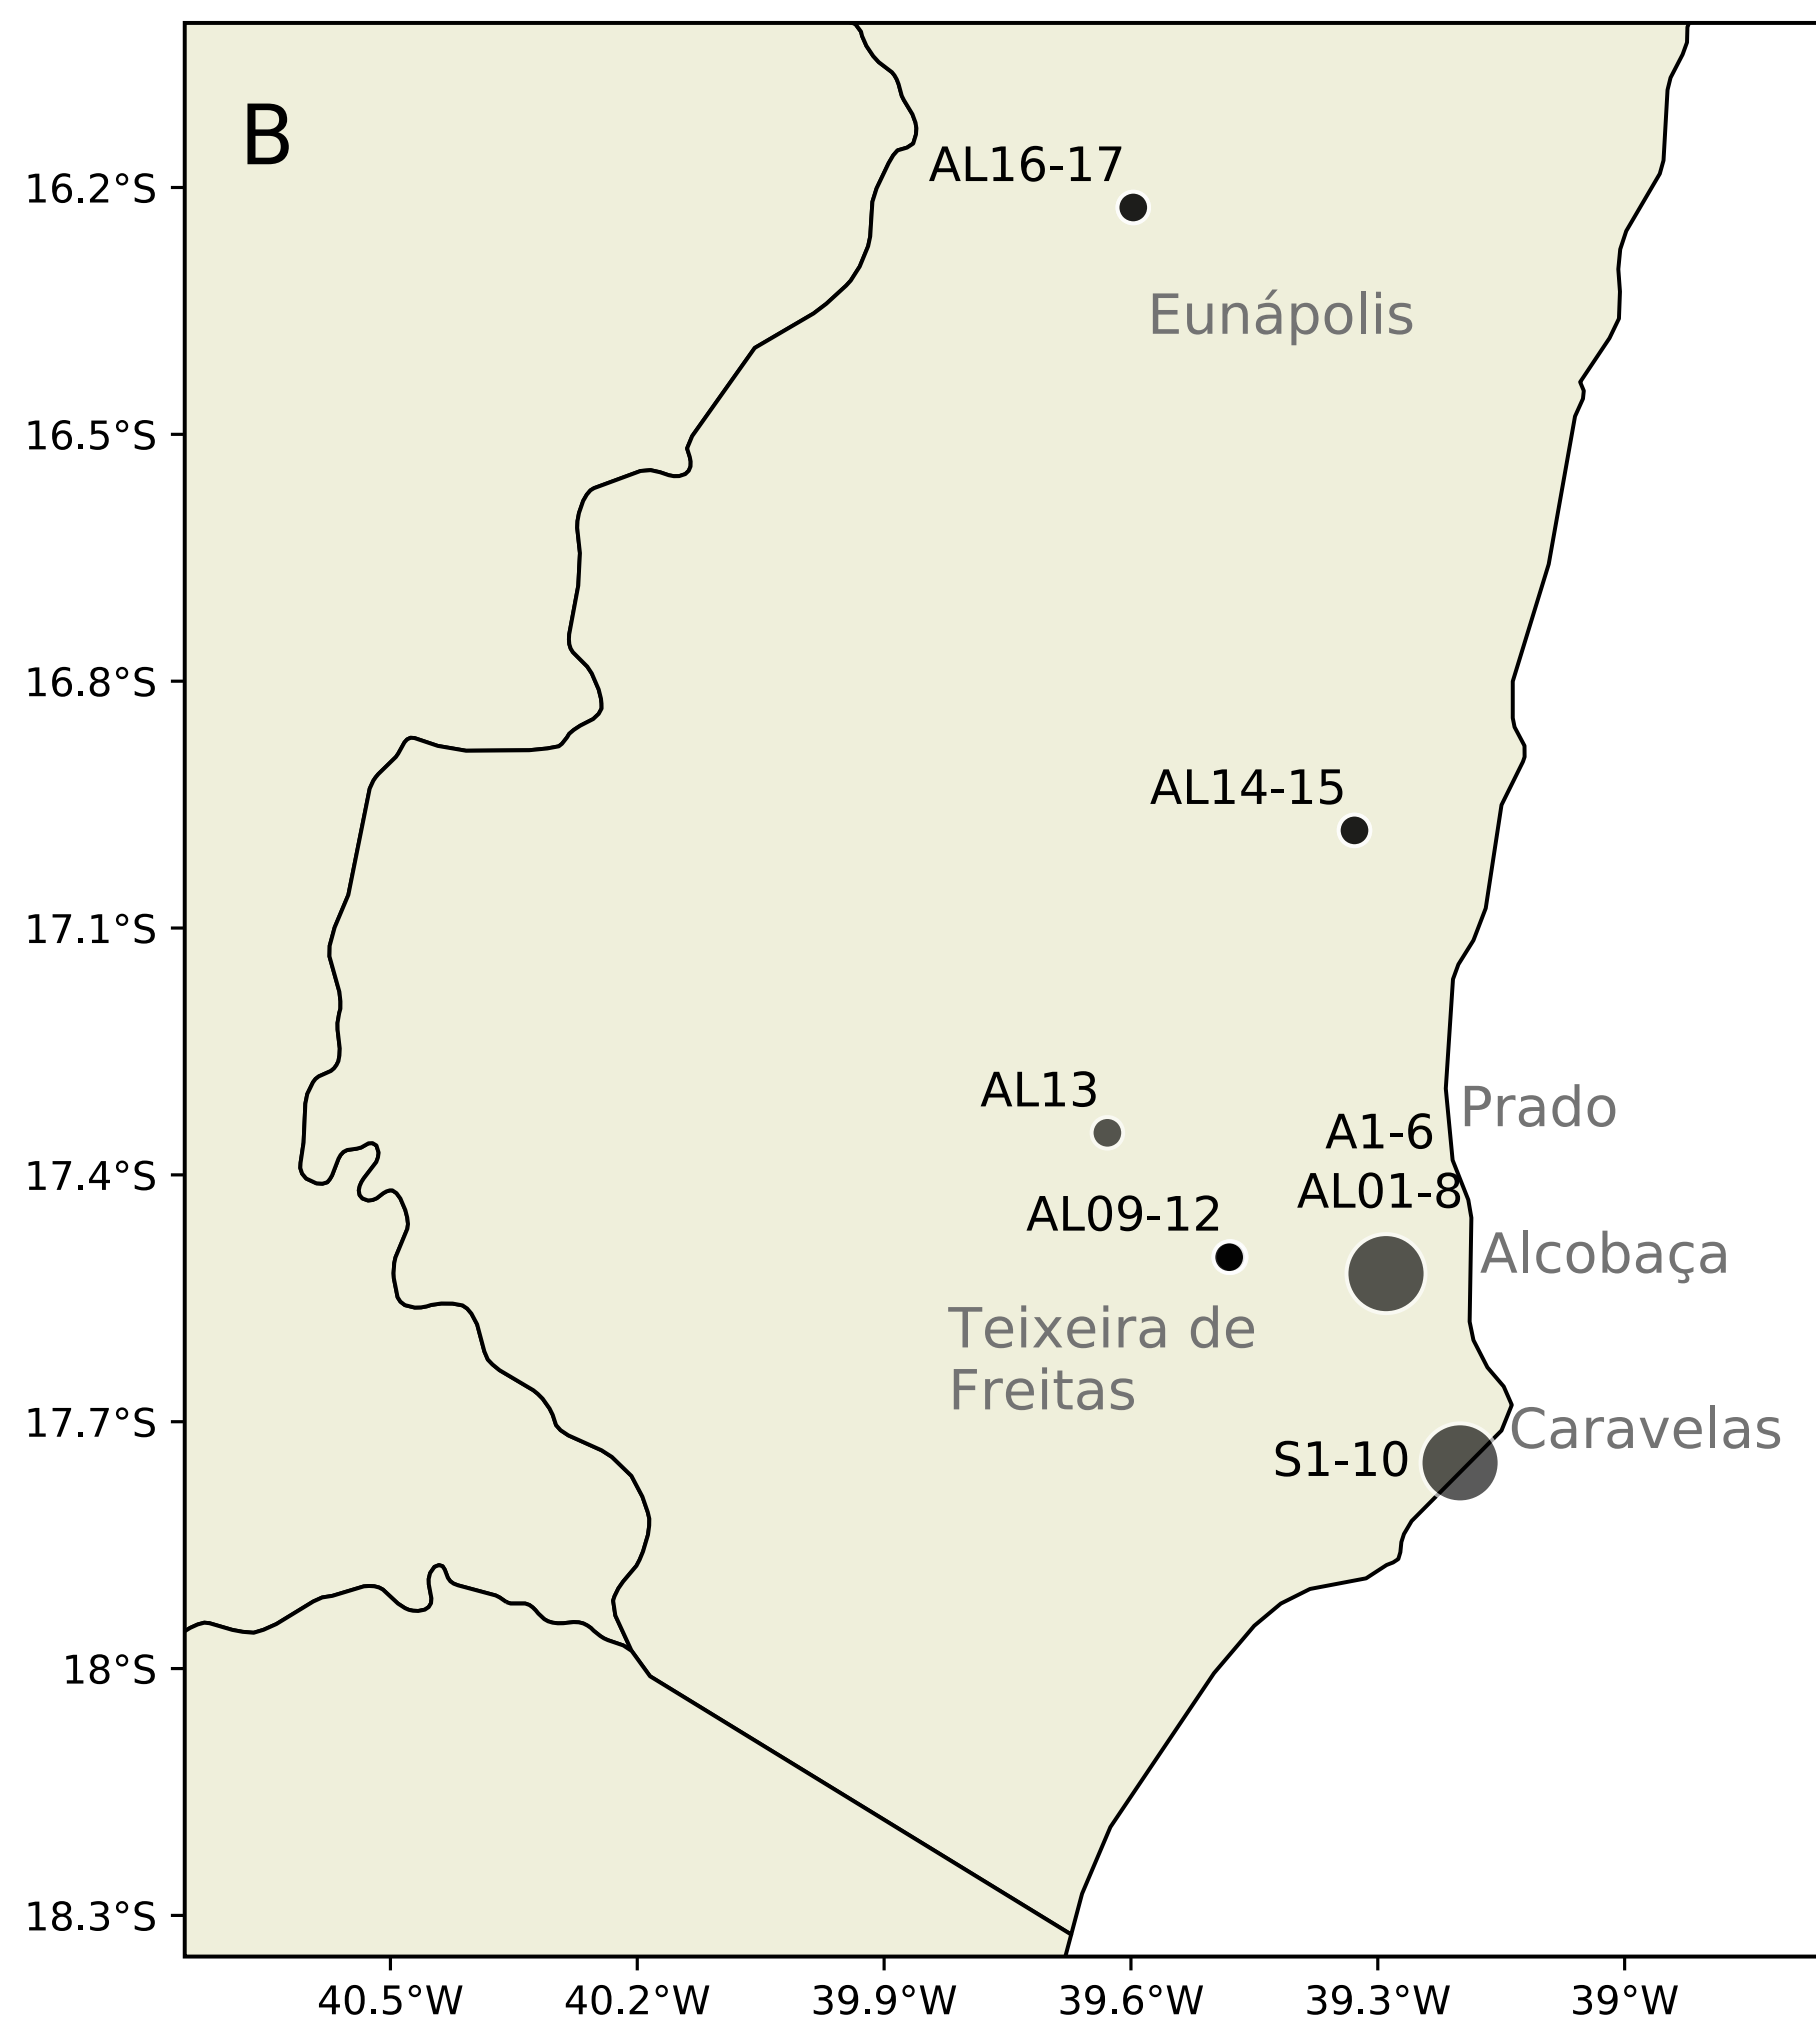 B
AL16-17
16.2°S
Eunápolis
16.5°S
16.8°S
AL14-15
17.1°S
AL13
Prado
A1-6
17.4°S
AL01-8
AL09-12
Alcobaça
Teixeira de
Freitas
17.7°S
Caravelas
S1-10
18°S
18.3°S
40.5°W 40.2°W 39.9°W 39.6°W 39.3°W 39°W